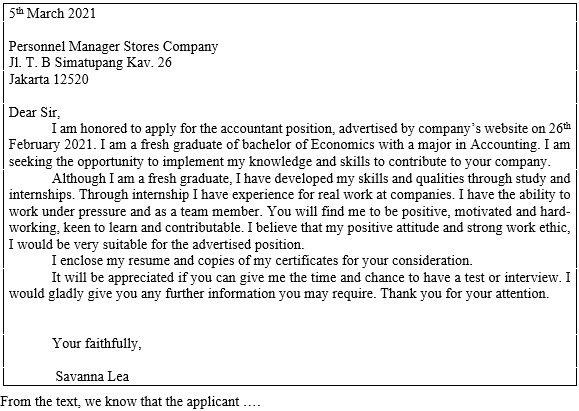 5th March 2021
Personnel Manager Stores Company
Jl. T. B Simatupang Kav. 26
Jakarta 12520
Dear Sir,
I am honored to apply for the accountant position, advertised by company's website on 26th
February 2021. I am a fresh graduate of bachelor of Economics with a major in Accounting. I am
seeking the opportunity to implement my knowledge and skills to contribute to your company.
Although I am a fresh graduate, I have developed my skills and qualities through study and
internships. Through internship I have experience for real work at companies. I have the ability to
work under pressure and as a team member. You will find me to be positive, motivated and hard-
working, keen to learn and contributable. I believe that my positive attitude and strong work ethic,
I would be very suitable for the advertised position.
I enclose my resume and copies of my certificates for your consideration.
It will be appreciated if you can give me the time and chance to have a test or interview. I
would gladly give you any further information you may require. Thank you for your attention.
Your faithfully,
Savanna Lea
From the text, we know that the applicant ….